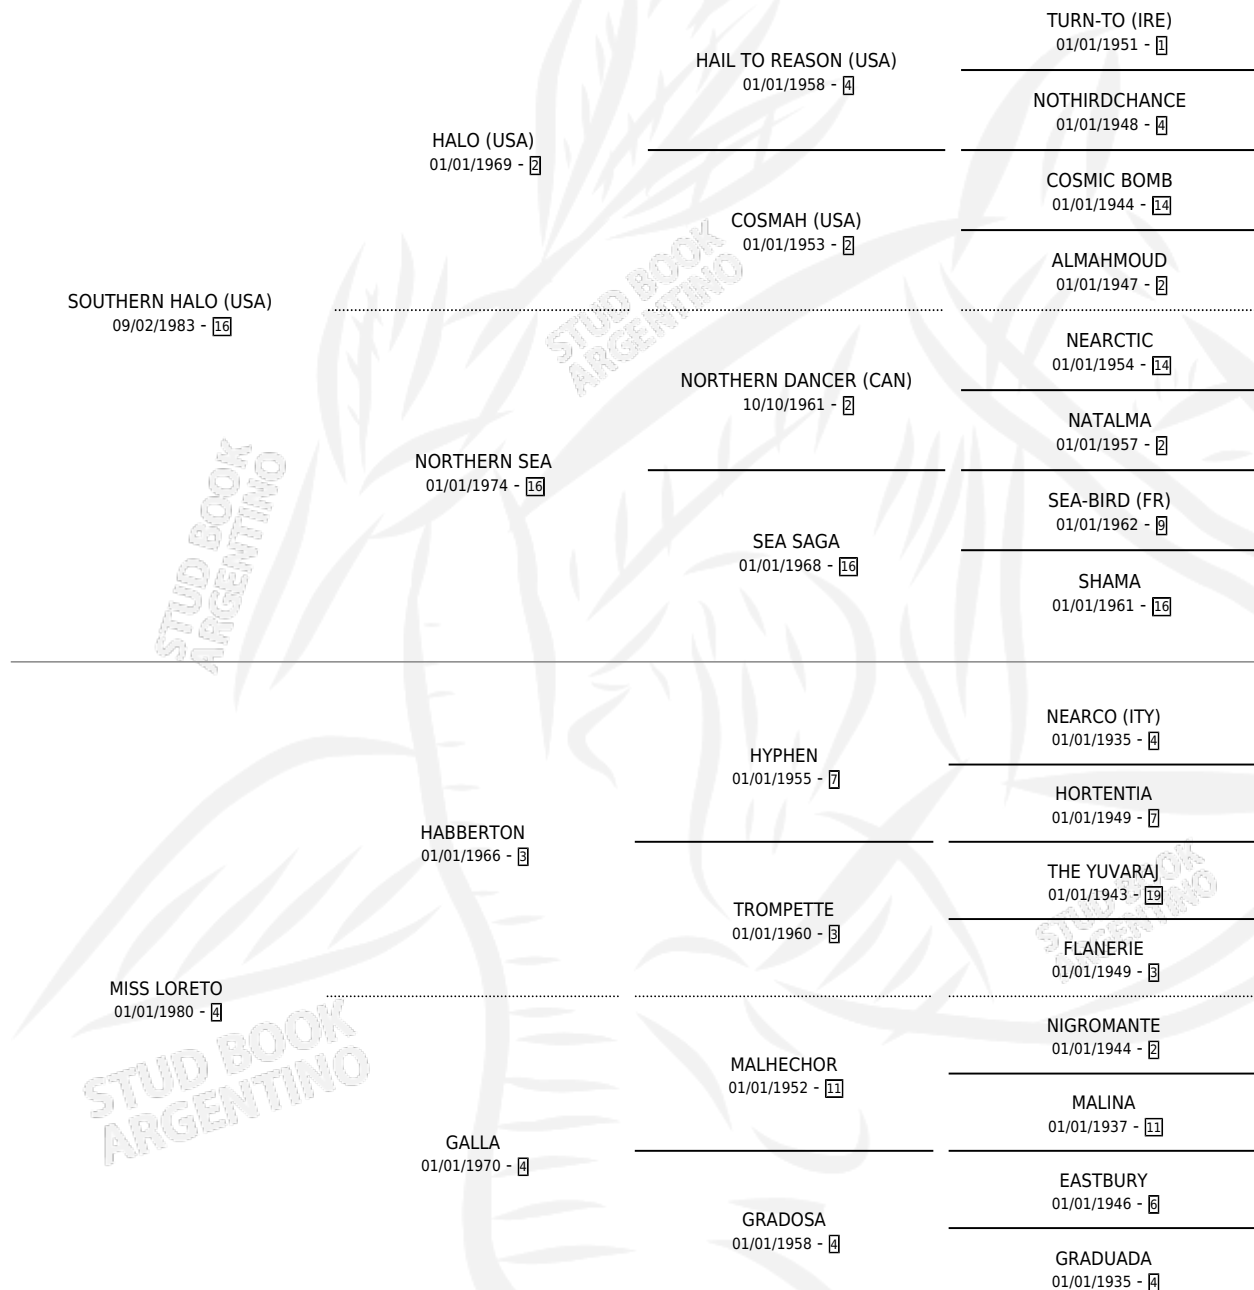 TURN-TO (IRE)
01/01/1951 - 1
HAIL TO REASON (USA)
01/01/1958 - 4
NOTHIRDCHANCE
01/01/1948 - 4
HALO (USA)
01/01/1969 - 2
COSMIC BOMB
01/01/1944 - 14
COSMAH (USA)
01/01/1953 - 2
ALMAHMOUD
01/01/1947 - 2
SOUTHERN HALO (USA)
09/02/1983 - 16
NEARCTIC
01/01/1954 - 14
NORTHERN DANCER (CAN)
10/10/1961 - 2
NATALMA
01/01/1957 - 2
NORTHERN SEA
01/01/1974 - 16
SEA-BIRD (FR)
01/01/1962 - 9
SEA SAGA
01/01/1968 - 16
SHAMA
01/01/1961 - 16
NEARCO (ITY)
01/01/1935 - 4
HYPHEN
01/01/1955 - 7
HORTENTIA
01/01/1949 - 7
HABBERTON
01/01/1966 - 3
THE YUVARAJ
01/01/1943 - 19
TROMPETTE
01/01/1960 - 3
FLANERIE
01/01/1949 - 3
MISS LORETO
01/01/1980 - 4
NIGROMANTE
01/01/1944 - 2
MALHECHOR
01/01/1952 - 11
MALINA
01/01/1937 - 11
GALLA
01/01/1970 - 4
EASTBURY
01/01/1946 - 6
GRADOSA
01/01/1958 - 4
GRADUADA
01/01/1935 - 4
STUD BOOK
ARGENTINO
STUD BOOK
ARGENTINO
STUD BOOK
ARGENTINO
STUD BOOK
ARGENTINO